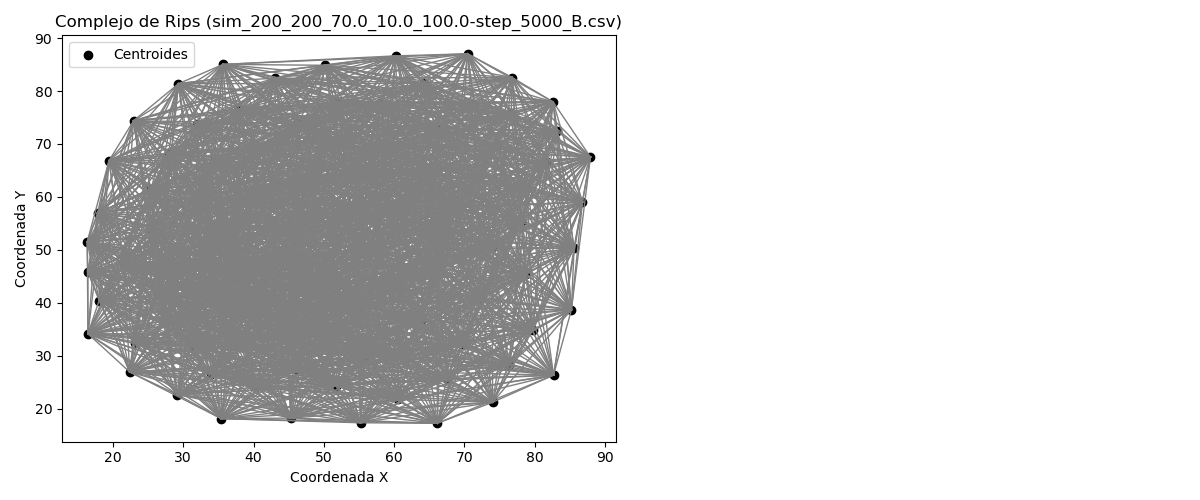 Complejo de Rips (sim_200_200_70.0_10.0_100.0-step_5000_B.csv)
Centroides
90
80
70
60
50
40
30
20
Coordenada Y
20 30 40 50 60 70 80 90
Coordenada X